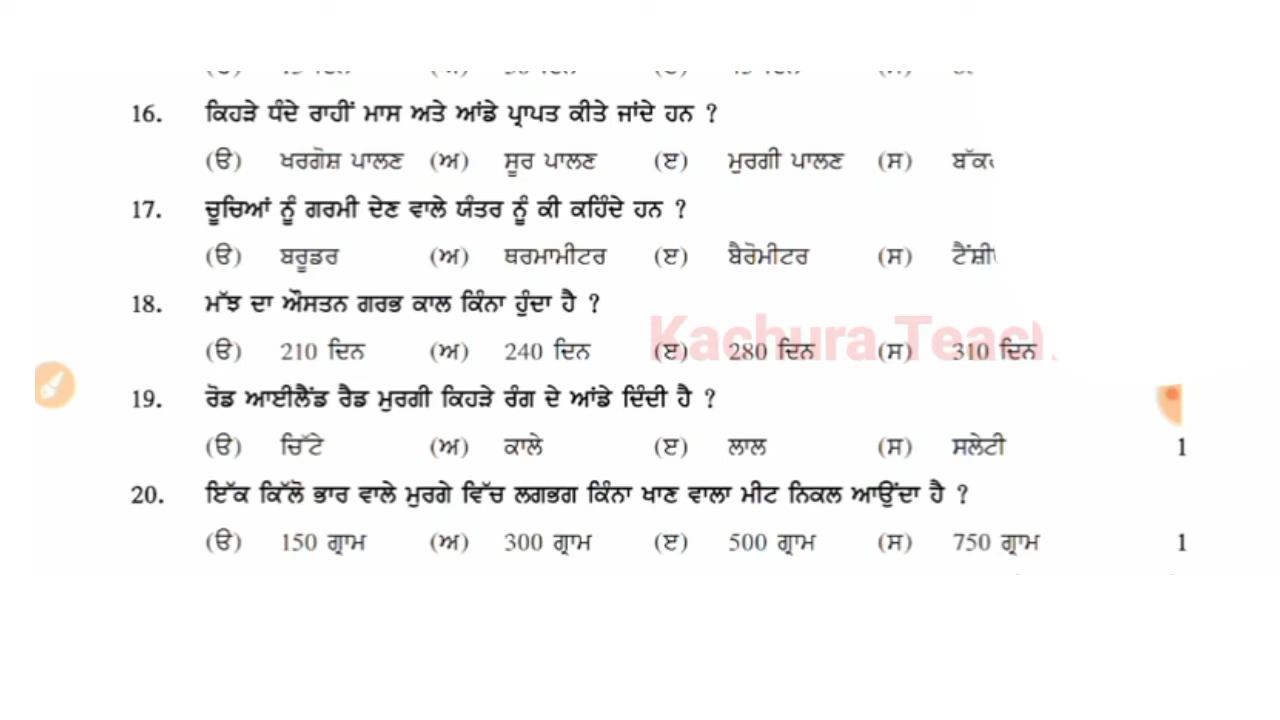 16. ਕਿਹੜੇ ਧੰਦੇ ਰਾਹੀਂ ਮਾਸ ਅਤੇ ਆਂਡੇ ਪ੍ਰਾਪਤ ਕੀਤੇ ਜਾਂਦੇ ਹਨ ?
(ੳ) ਖਰਗੋਸ਼ ਪਾਲਣ (ਅ) ਸੂਰ ਪਾਲਣ (ੲ) ਮੁਰਗੀ ਪਾਲਣ (ਸ)
17. ਚੂਚਿਆਂ ਨੂੰ ਗਰਮੀ ਦੇਣ ਵਾਲੇ ਯੰਤਰ ਨੂੰ ਕੀ ਕਹਿੰਦੇ ਹਨ ?
(ੳ) ਬਰੂਡਰ (ਅ) ਥਰਮਾਮੀਟਰ (ੲ) ਬੈਰੋਮੀਟਰ (ਸ)
18. ਮੱਝ ਦਾ ਔਸਤਨ ਗਰਭ ਕਾਲ ਕਿੰਨਾ ਹੁੰਦਾ ਹੈ ?
(ੳ) 210 ਦਿਨ (ਅ) 240 ਦਿਨ (ੲ) 280 ਦਿਨ (ਸ) 310 ਦਿਨ
Kachura
19. ਰੋਡ ਆਈਲੈਂਡ ਰੈਡ ਮੁਰਗੀ ਕਿਹੜੇ ਰੰਗ ਦੇ ਆਂਡੇ ਦਿੰਦੀ ਹੈ ?
(ੳ) ਚਿੱਟੇ (ਅ) ਕਾਲੇ (ੲ) ਲਾਲ (ਸ) ਸਲੇਟੀ 1
20. ਇੱਕ ਕਿੱਲੋ ਭਾਰ ਵਾਲੇ ਮੁਰਗੇ ਵਿੱਚ ਲਗਭਗ ਕਿੰਨਾ ਖਾਣ ਵਾਲਾ ਮੀਟ ਨਿਕਲ ਆਉਂਦਾ ਹੈ ?
(ੳ) 150 ਗ੍ਰਾਮ (ਅ) 300 ਗ੍ਰਾਮ (ੲ) 500 ਗ੍ਰਾਮ (ਸ) 750 ਗ੍ਰਾਮ 1